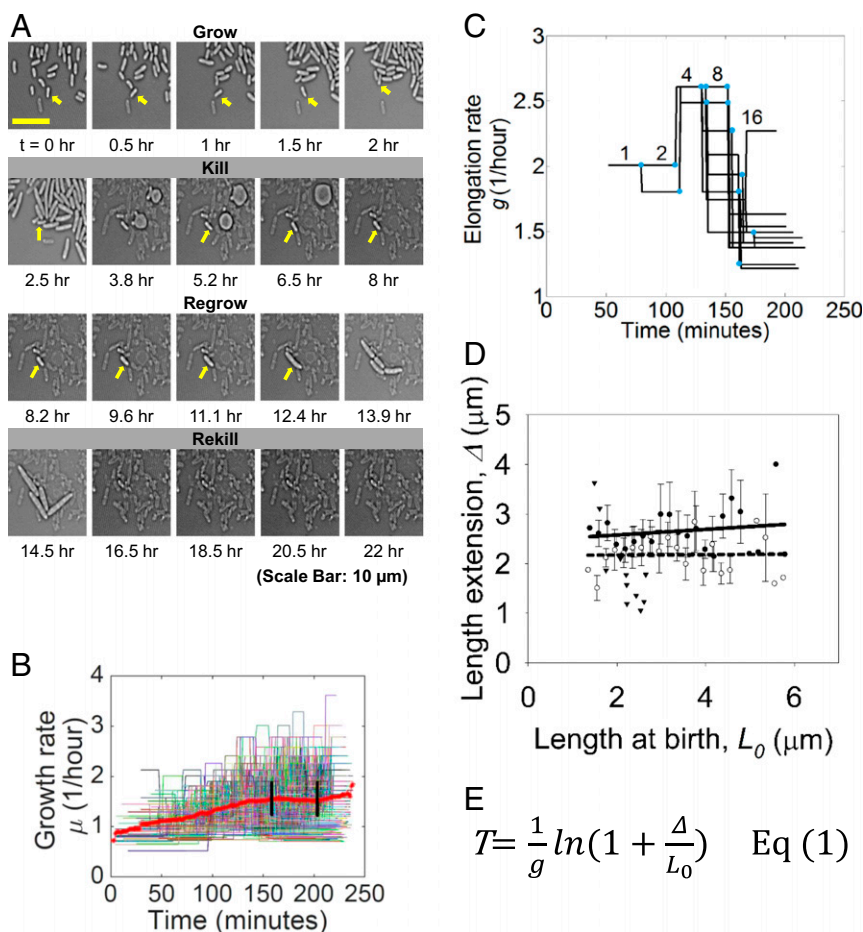 A
Grow
t = 0 hr 0.5 hr 1 hr 1.5 hr 2 hr
Kill
2.5 hr 3.8 hr 5.2 hr 6.5 hr 8 hr
Regrow
8.2 hr 9.6 hr 11.1 hr 12.4 hr 13.9 hr
Rekill
14.5 hr 16.5 hr 18.5 hr 20.5 hr 22 hr
(Scale Bar: 10 μm)
B
Growth rate
μ (1/hour)
4
3
2
1
0
0 50 100 150 200 250
Time (minutes)
C
Elongation rate
g (1/hour)
3
2.5
2
1.5
1
1 2 4 8 16
0 50 100 150 200 250
Time (minutes)
D
Length extension, Δ (μm)
5
4
3
2
1
0
0 2 4 6
Length at birth, L0 (μm)
E
T= 1/g ln(1 + Δ/L0) Eq (1)